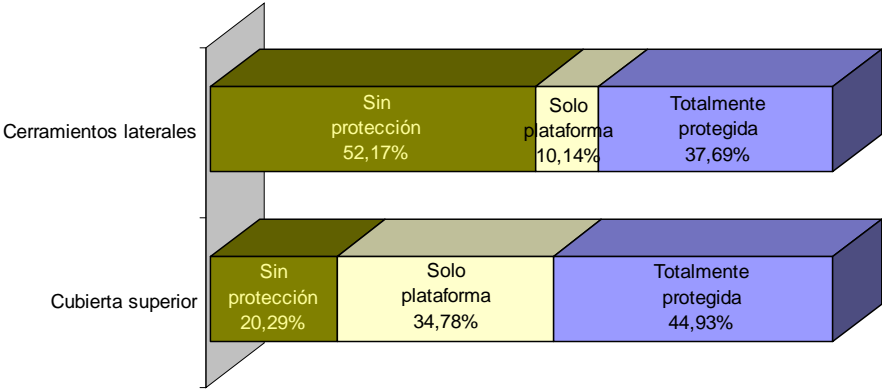 Cerramientos laterales
Sin
protección
52,17%
Solo
plataforma
10,14%
Totalmente
protegida
37,69%
Cubierta superior
Sin
protección
20,29%
Solo
plataforma
34,78%
Totalmente
protegida
44,93%